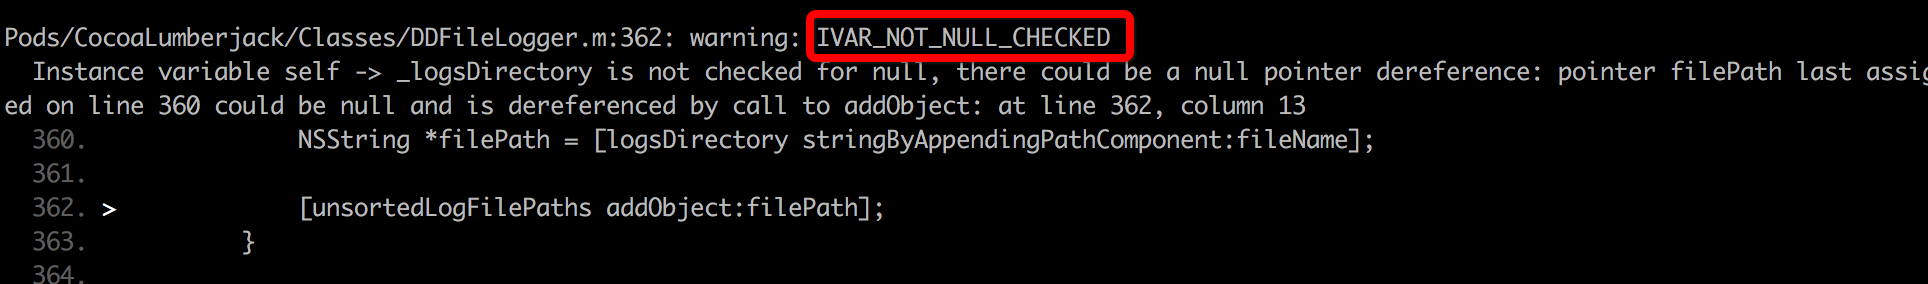 Pods/CocoaLumberjack/Classes/DDFileLogger.m:362: warning: IVAR_NOT_NULL_CHECKED
Instance variable self -> _logsDirectory is not checked for null, there could be a null pointer dereference: pointer filePath last assig
ed on line 360 could be null and is dereferenced by call to addObject: at line 362, column 13
360. NSString *filePath = [logsDirectory stringByAppendingPathComponent:fileName];
361.
362. > [unsortedLogFilePaths addObject:filePath];
363. }
364.